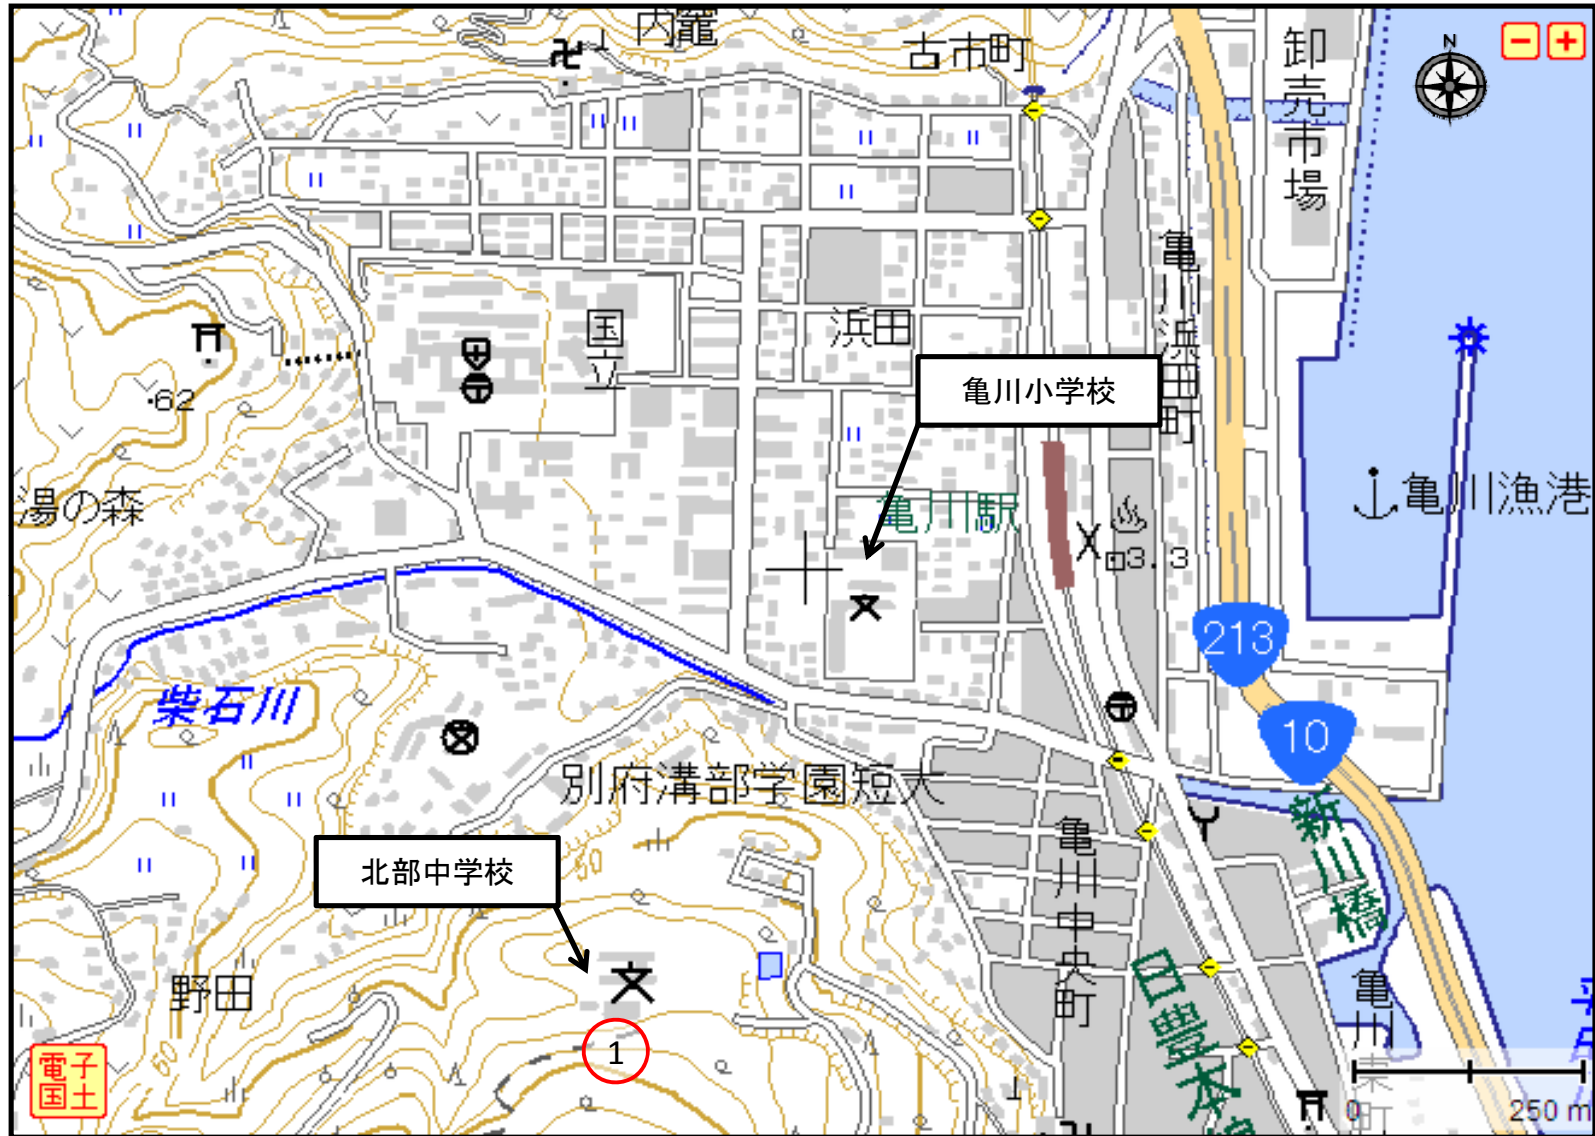 内竈
古市町
卸売市場
N
亀川浜田町
国立
浜田
亀川小学校
62
湯の森
亀川駅
亀川漁港
3.3
213
柴石川
10
別府溝部学園短大
新川橋
亀川中央町
北部中学校
60
野田
日豊本線
亀川東町
60
1
電子
国土
0
250 m